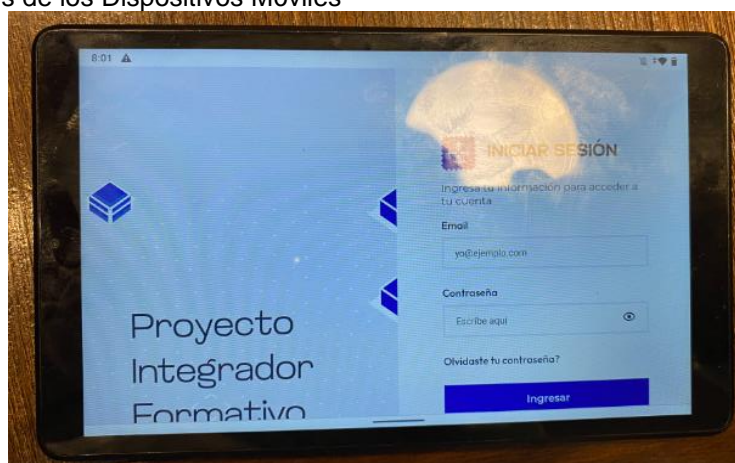 s de los Dispositivos Móviles
8:01
Proyecto
Integrador
Formativo
INICIAR SESIÓN
Ingresa tu información para acceder a
tu cuenta
Email
yo@ejemplo.com
Contraseña
Escribe aquí
Olvidaste tu contraseña?
Ingresar